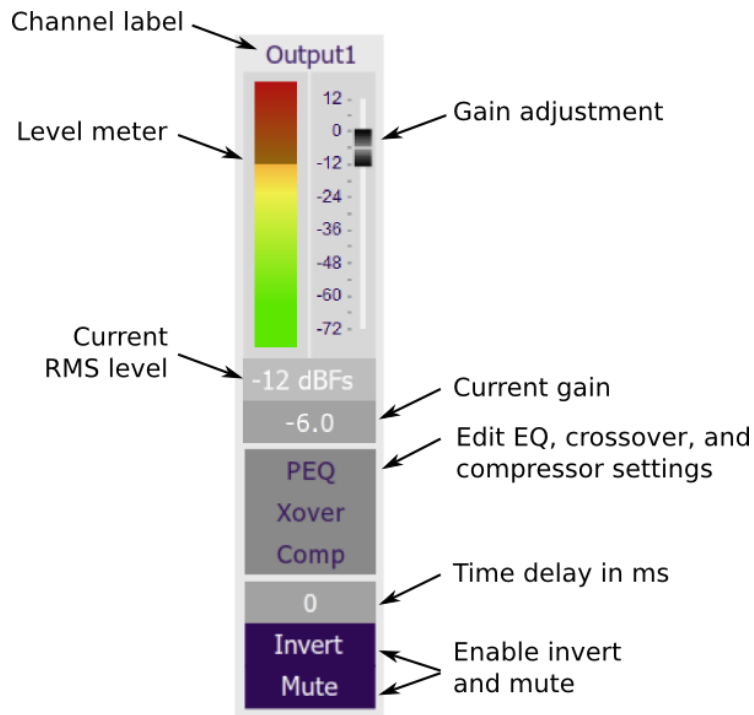 Channel label
Output1
Level meter
12
0
-12
-24
-36
-48
-60
-72
Gain adjustment
Current
RMS level
-12 dBFs
-6.0
Current gain
PEQ
Xover
Comp
Edit EQ, crossover, and
compressor settings
0
Time delay in ms
Invert
Mute
Enable invert
and mute